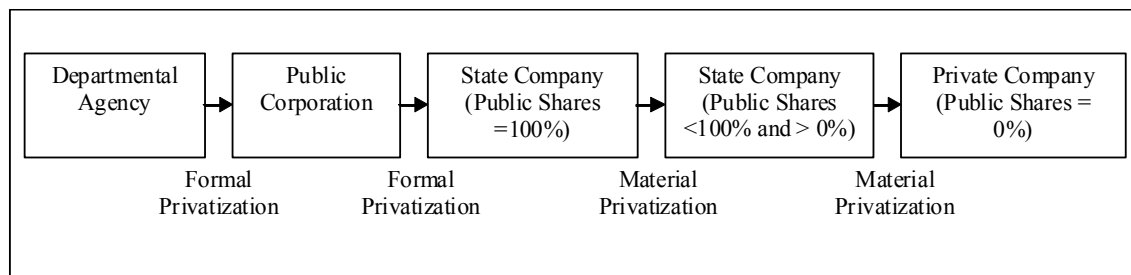 Departmental
Agency
Public
Corporation
State Company
(Public Shares
=100%)
State Company
(Public Shares
<100% and > 0%)
Private Company
(Public Shares =
0%)
Formal
Privatization
Formal
Privatization
Material
Privatization
Material
Privatization